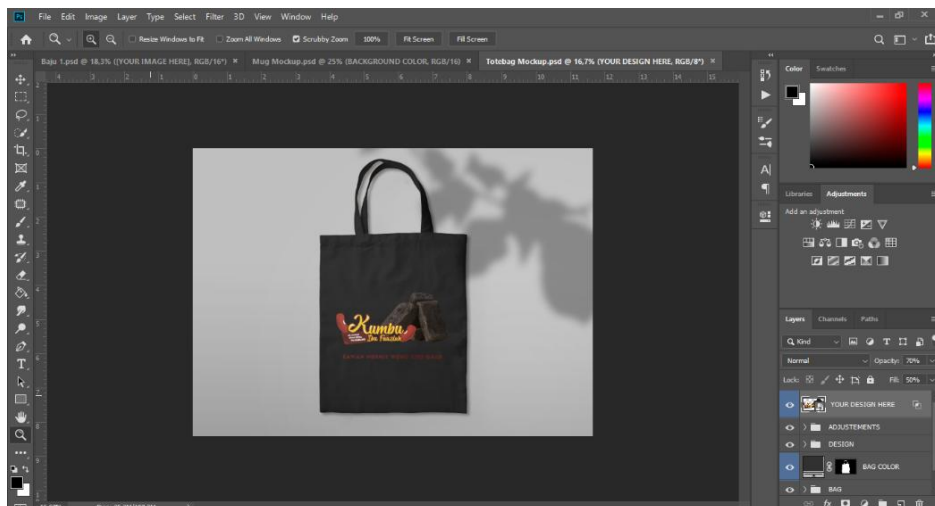 File Edit Image Layer Type Select Filter 3D View Window Help
Resize Windows to Fit Zoom All Windows Scrubby Zoom 100% Fit Screen Fill Screen
Baju 1.psd @ 18,3% ([YOUR IMAGE HERE], RGB/16*) × Mug Mockup.psd @ 25% (BACKGROUND COLOR, RGB/16) × Totebag Mockup.psd @ 16,7% (YOUR DESIGN HERE, RGB/8*) ×
Color Swatches
Libraries Adjustments
Add an adjustment
Kumbu
Layers Channels Paths
Kind
Normal Opacity: 70%
Lock: Fill: 50%
YOUR DESIGN HERE
ADJUSTEMENTS
DESIGN
BAG COLOR
BAG